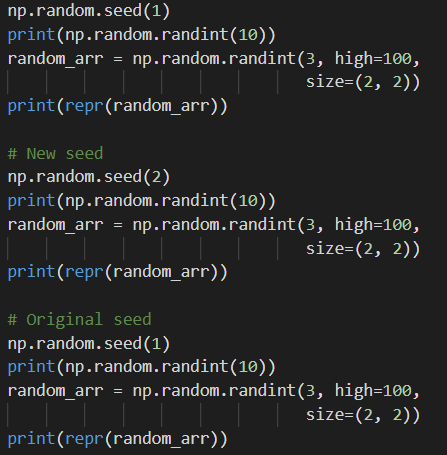 np.random.seed(1)
print(np.random.randint(10))
random_arr = np.random.randint(3, high=100,
                               size=(2, 2))
print(repr(random_arr))

# New seed
np.random.seed(2)
print(np.random.randint(10))
random_arr = np.random.randint(3, high=100,
                               size=(2, 2))
print(repr(random_arr))

# Original seed
np.random.seed(1)
print(np.random.randint(10))
random_arr = np.random.randint(3, high=100,
                               size=(2, 2))
print(repr(random_arr))